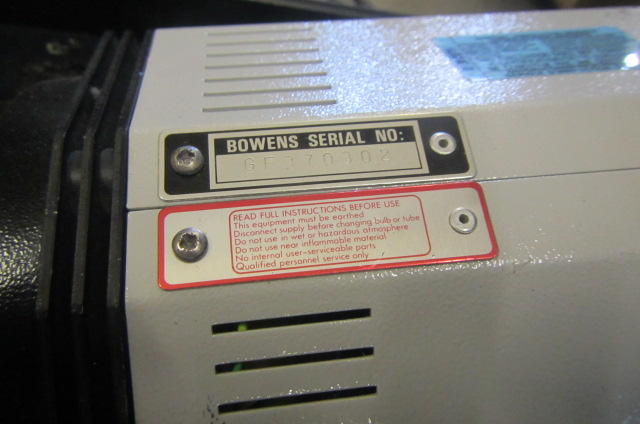 BOWENS SERIAL NO:
GF370302
READ FULL INSTRUCTIONS BEFORE USE
This equipment must be earthed
Disconnect supply before changing bulb or tube
Do not use in wet or hazardous atmosphere
Do not use near inflammable material
No internal user-serviceable parts
Qualified personnel service only